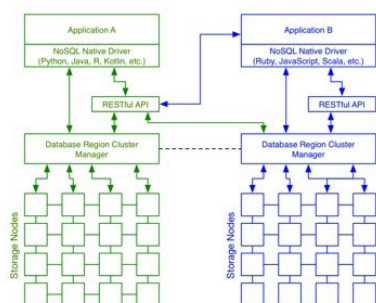 Application A
NoSQL Native Driver
(Python, Java, R, Kotlin, etc.)
RESTful API
Database Region Cluster
Manager
Storage Nodes
Application B
NoSQL Native Driver
(Ruby, JavaScript, Scala, etc.)
RESTful API
Database Region Cluster
Manager
Storage Nodes